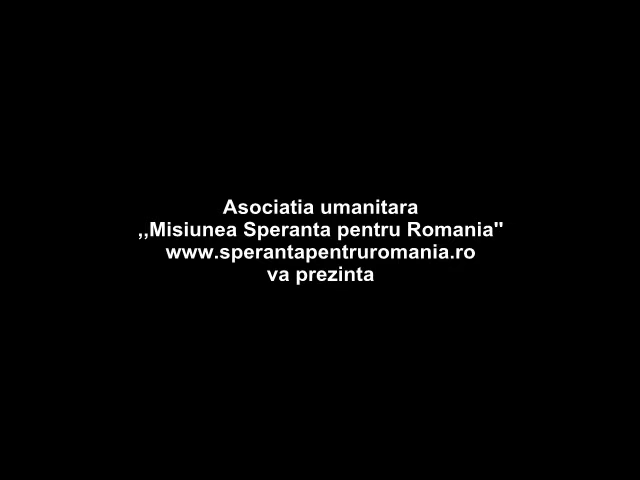 Asociatia umanitara
,,Misiunea Speranta pentru Romania"
www.sperantapentruromania.ro
va prezinta